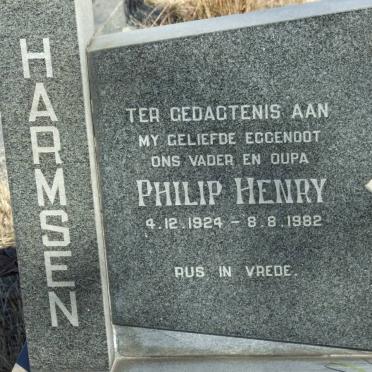 HARMSEN
TER GEDAGTENIS AAN
MY GELIEFDE EGGENOOT
ONS VADER EN OUPA
PHILIP HENRY
4.12.1924 – 8.8.1982
RUS IN VREDE.